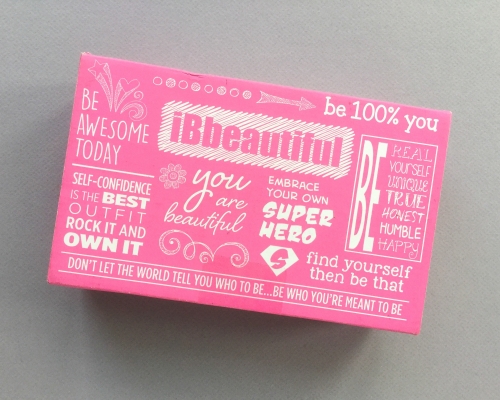 BE
AWESOME
TODAY
be 100% you
iBbeautiful
SELF-CONFIDENCE
IS THE BEST
OUTFIT
ROCK IT AND
OWN IT
you
are
beautiful
EMBRACE
YOUR OWN
SUPER
HERO
S
BE
REAL
YOURSELF
UNIQUE
TRUE
HONEST
HUMBLE
HAPPY
find yourself
then be that
DON'T LET THE WORLD TELL YOU WHO TO BE...BE WHO YOU'RE MEANT TO BE